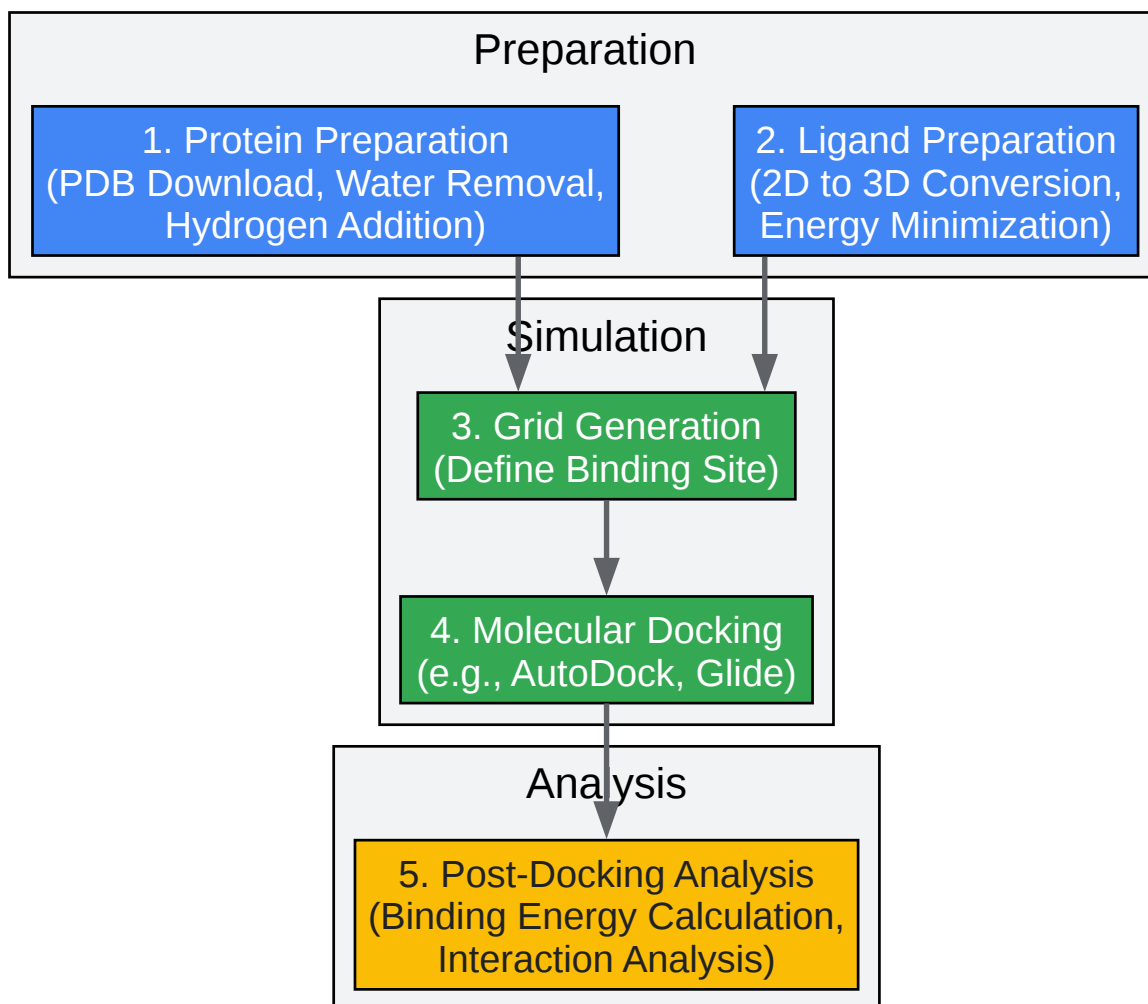 Preparation
1. Protein Preparation
(PDB Download, Water Removal,
Hydrogen Addition)
2. Ligand Preparation
(2D to 3D Conversion,
Energy Minimization)
Simulation
3. Grid Generation
(Define Binding Site)
4. Molecular Docking
(e.g., AutoDock, Glide)
Analysis
5. Post-Docking Analysis
(Binding Energy Calculation,
Interaction Analysis)